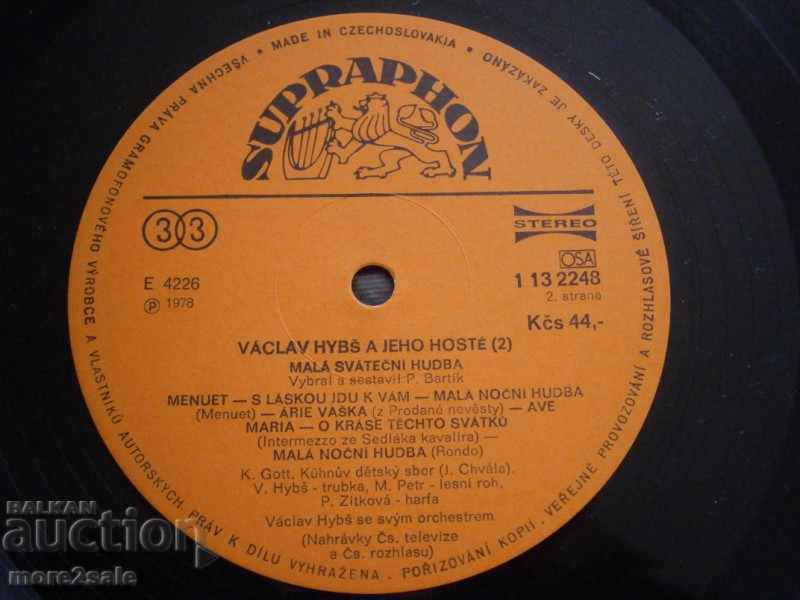 • MADE IN CZECHOSLOVAKIA •
VŠECHNA PRÁVA GRAMOFONOVÉHO VÝROBCE A VLASTNÍKŮ AUTORSKÝCH PRÁV K DÍLU VYHRAŽENA. POŘIZOVÁNÍ KOPIÍ, VEŘEJNÉ PROVOZOVÁNÍ A ROZHLASOVÉ ŠÍŘENÍ TÉTO DESKY JE ZAKÁZÁNO
SUPRAPHON
33
STEREO
OSA
E 4226
1 13 2248
Ⓟ 1978
2. strana
Kčs 44,-
VÁCLAV HYBŠ A JEHO HOSTÉ (2)
MALÁ SVÁTEČNÍ HUDBA
Vybral a sestavil P. Bartík
MENUET — S LÁSKOU JDU K VÁM — MALÁ NOČNÍ HUDBA
(Menuet) — ÁRIE VAŠKA (z Prodané nevěsty) — AVE
MARIA — O KRÁSE TĚCHTO SVÁTKŮ
(Intermezzo ze Sedláka kavalíra) —
MALÁ NOČNÍ HUDBA (Rondo)
K. Gott, Kühnův dětský sbor (J. Chvála),
V. Hybš - trubka, M. Petr - lesní roh,
P. Zítková - harfa
Václav Hybš se svým orchestrem
(Nahrávky Čs. televize
a Čs. rozhlasu)
BALKAN
auction
more2sale